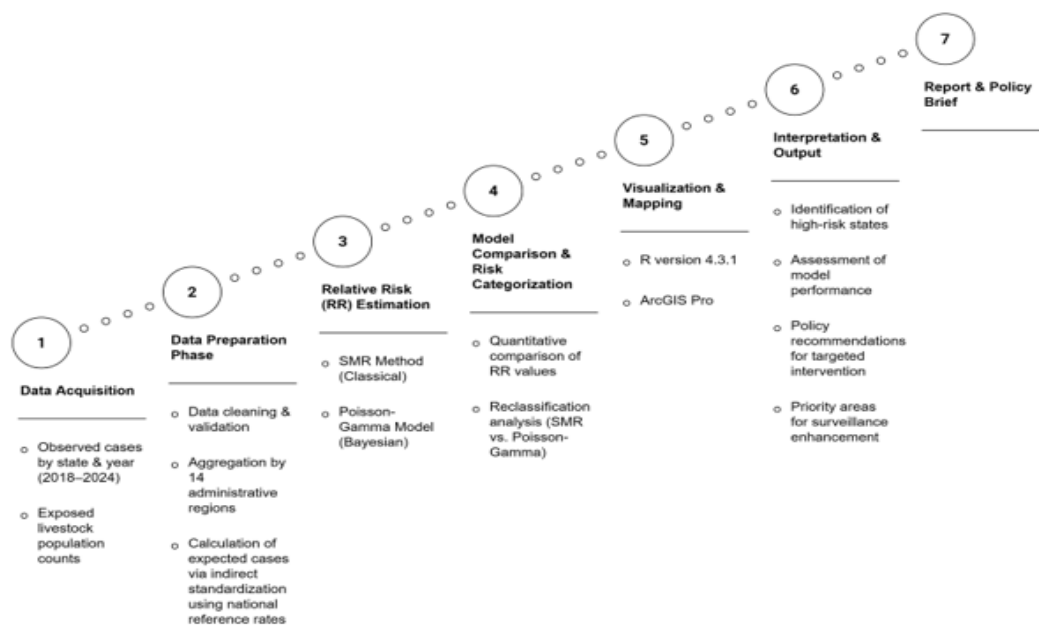 1
Data Acquisition
Observed cases
by state & year
(2018–2024)
Exposed
livestock
population
counts
2
Data Preparation
Phase
Data cleaning &
validation
Aggregation by
14
administrative
regions
Calculation of
expected cases
via indirect
standardization
using national
reference rates
3
Relative Risk
(RR) Estimation
SMR Method
(Classical)
Poisson-
Gamma Model
(Bayesian)
4
Model
Comparison &
Risk
Categorization
Quantitative
comparison of
RR values
Reclassification
analysis (SMR
vs. Poisson-
Gamma)
5
Visualization &
Mapping
R version 4.3.1
ArcGIS Pro
6
Interpretation &
Output
Identification of
high-risk states
Assessment of
model
performance
Policy
recommendations
for targeted
intervention
Priority areas
for surveillance
enhancement
7
Report & Policy
Brief